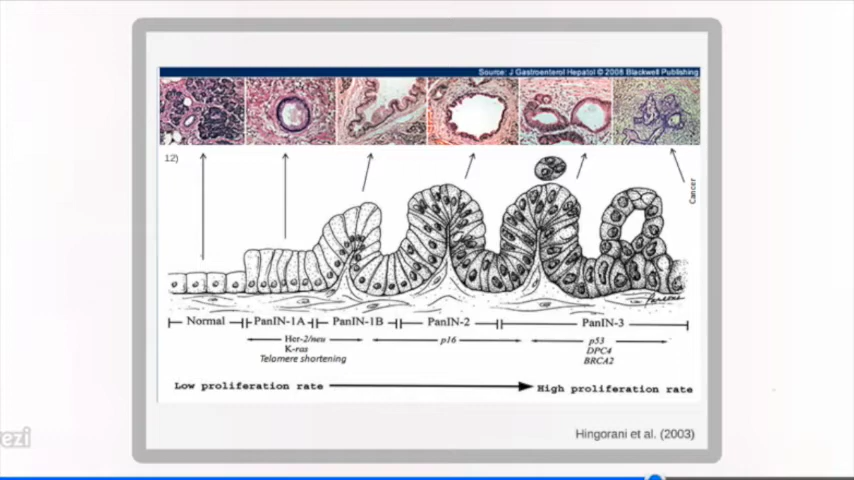 Source: J Gastroenterol Hepatol © 2008 Blackwell Publishing
12)
Cancer
Normal PanIN-1A PanIN-1B PanIN-2 PanIN-3
Her-2/neu p16 p53
K-ras DPC4
Telomere shortening BRCA2
Low proliferation rate High proliferation rate
Hingorani et al. (2003)
ezi